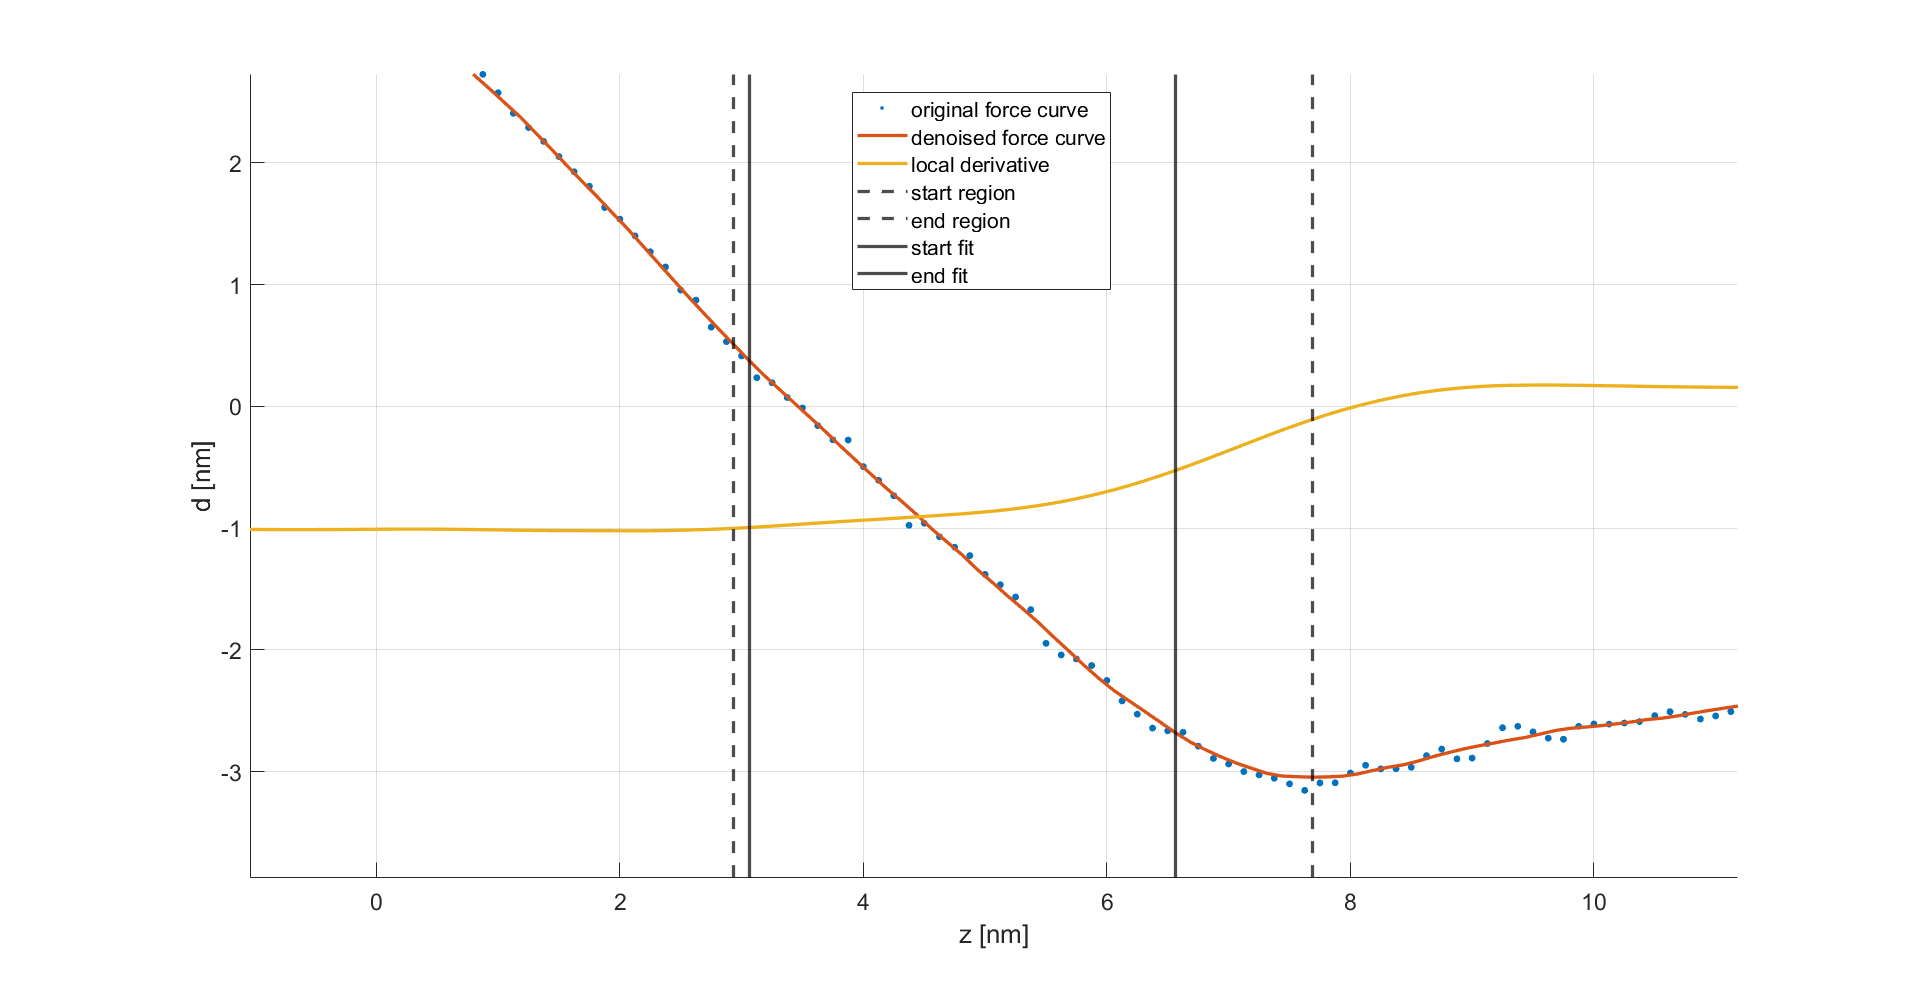 original force curve
denoised force curve
local derivative
start region
end region
start fit
end fit
2
1
0
-1
-2
-3
d [nm]
0 2 4 6 8 10
z [nm]